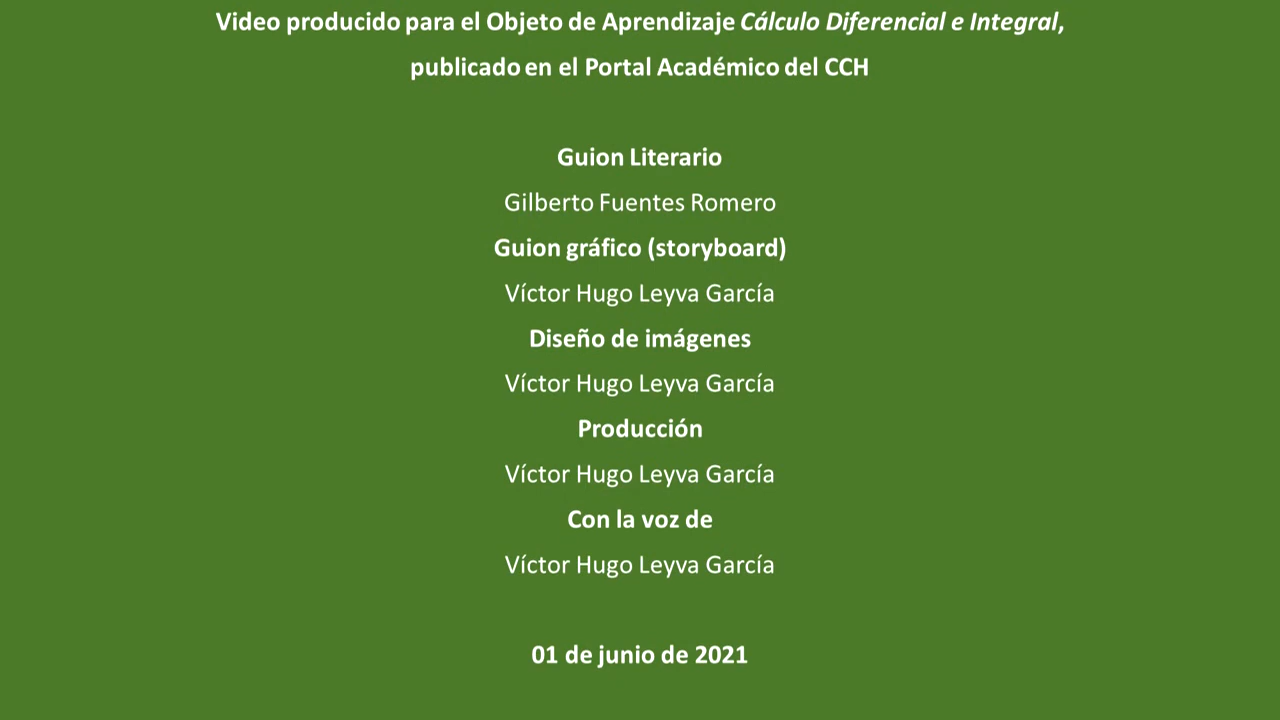 Video producido para el Objeto de Aprendizaje Cálculo Diferencial e Integral,
publicado en el Portal Académico del CCH
Guion Literario
Gilberto Fuentes Romero
Guion gráfico (storyboard)
Víctor Hugo Leyva García
Diseño de imágenes
Víctor Hugo Leyva García
Producción
Víctor Hugo Leyva García
Con la voz de
Víctor Hugo Leyva García
01 de junio de 2021